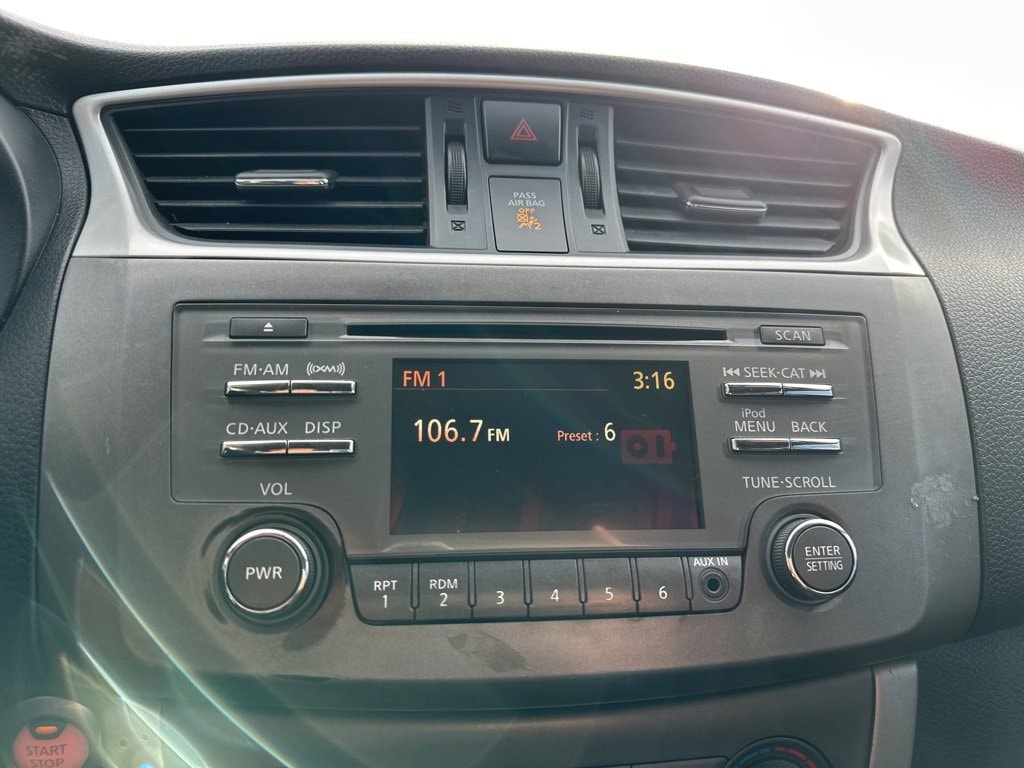 PASS
AIR BAG
OFF
2
SCAN
FM·AM
((XM))
SEEK·CAT
FM 1
3:16
106.7 FM
Preset : 6
CD·AUX
DISP
iPod
MENU
BACK
VOL
TUNE·SCROLL
PWR
RPT
1
RDM
2
3
4
5
6
AUX IN
ENTER
SETTING
START
STOP